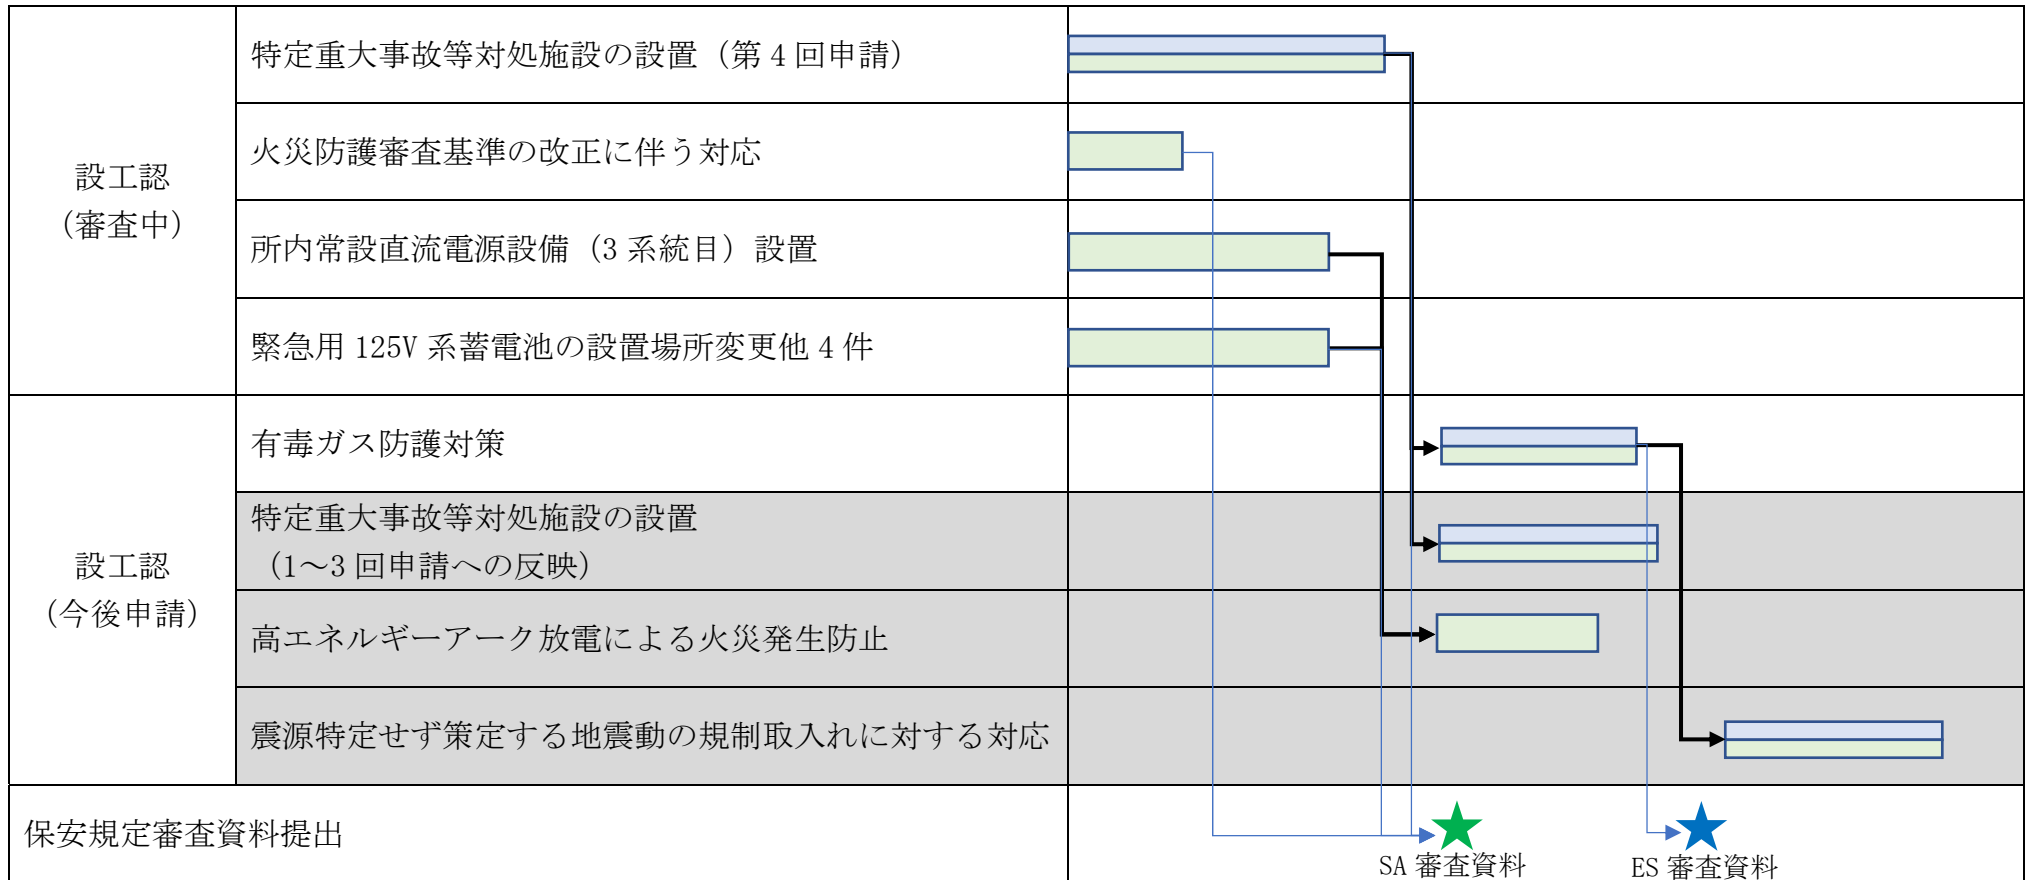 設工認
（審査中）
特定重大事故等対処施設の設置（第 4 回申請）
火災防護審査基準の改正に伴う対応
所内常設直流電源設備（3 系統目）設置
緊急用 125V 系蓄電池の設置場所変更他 4 件
設工認
（今後申請）
有毒ガス防護対策
特定重大事故等対処施設の設置
（1～3 回申請への反映）
高エネルギーアーク放電による火災発生防止
震源特定せず策定する地震動の規制取入れに対する対応
保安規定審査資料提出
SA 審査資料
ES 審査資料